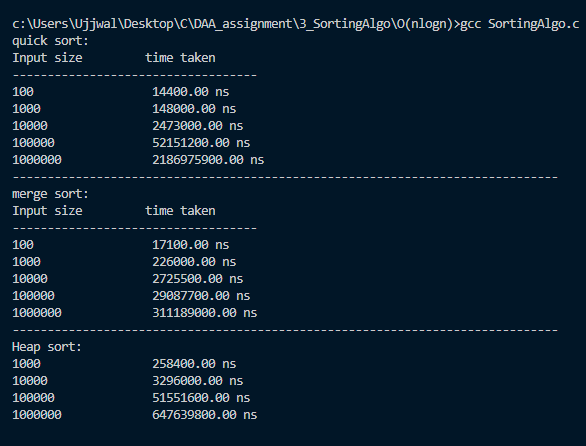 c:\Users\Ujjwal\Desktop\C\DAA_assignment\3_SortingAlgo\O(nlogn)>gcc SortingAlgo.c
quick sort:
Input size time taken
-----------------------------------
100 14400.00 ns
1000 148000.00 ns
10000 2473000.00 ns
100000 52151200.00 ns
1000000 2186975900.00 ns
------------------------------------------------------------------------------
merge sort:
Input size time taken
-----------------------------------
100 17100.00 ns
1000 226000.00 ns
10000 2725500.00 ns
100000 29087700.00 ns
1000000 311189000.00 ns
------------------------------------------------------------------------------
Heap sort:
1000 258400.00 ns
10000 3296000.00 ns
100000 51551600.00 ns
1000000 647639800.00 ns